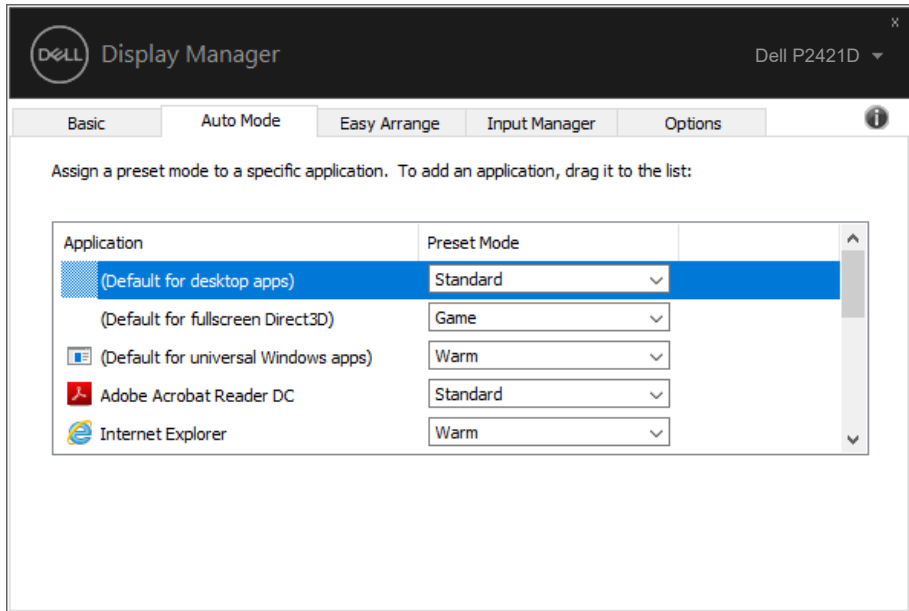 x
DELL Display Manager
Dell P2421D
Basic Auto Mode Easy Arrange Input Manager Options
Assign a preset mode to a specific application. To add an application, drag it to the list:
Application Preset Mode
(Default for desktop apps) Standard
(Default for fullscreen Direct3D) Game
(Default for universal Windows apps) Warm
Adobe Acrobat Reader DC Standard
Internet Explorer Warm